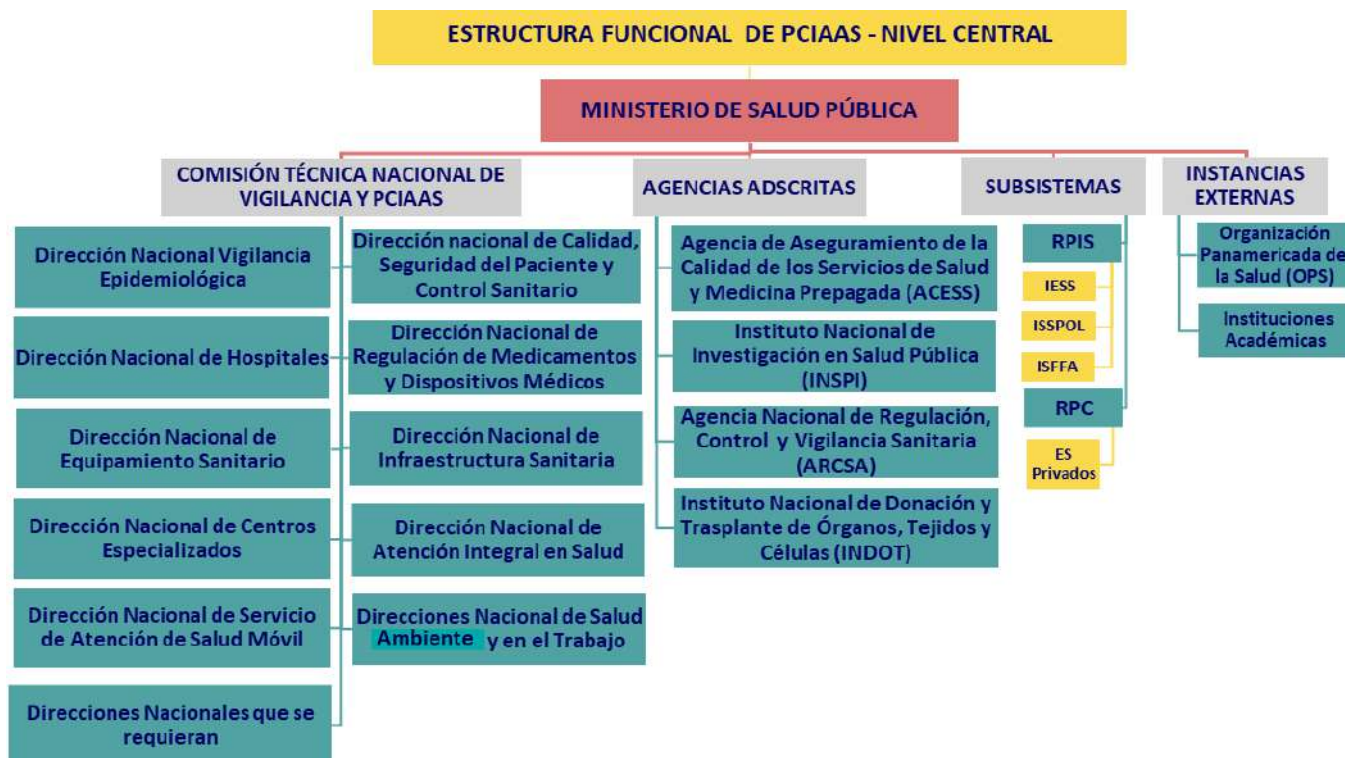 ESTRUCTURA FUNCIONAL DE PCIAAS - NIVEL CENTRAL
MINISTERIO DE SALUD PÚBLICA
COMISIÓN TÉCNICA NACIONAL DE
VIGILANCIA Y PCIAAS
Dirección Nacional Vigilancia
Epidemiológica
Dirección Nacional de Hospitales
Dirección Nacional de
Equipamiento Sanitario
Dirección Nacional de Centros
Especializados
Dirección Nacional de Servicio
de Atención de Salud Móvil
Direcciones Nacionales que se
requieran
Dirección nacional de Calidad,
Seguridad del Paciente y
Control Sanitario
Dirección Nacional de
Regulación de Medicamentos
y Dispositivos Médicos
Dirección Nacional de
Infraestructura Sanitaria
Dirección Nacional de
Atención Integral en Salud
Direcciones Nacional de Salud
Ambiente y en el Trabajo
AGENCIAS ADSCRITAS
Agencia de Aseguramiento de la
Calidad de los Servicios de Salud
y Medicina Prepagada (ACESS)
Instituto Nacional de
Investigación en Salud Pública
(INSPI)
Agencia Nacional de Regulación,
Control y Vigilancia Sanitaria
(ARCSA)
Instituto Nacional de Donación y
Trasplante de Órganos, Tejidos y
Células (INDOT)
SUBSISTEMAS
RPIS
IESS
ISSPOL
ISFFA
RPC
ES
Privados
INSTANCIAS
EXTERNAS
Organización
Panamericada de
la Salud (OPS)
Instituciones
Académicas